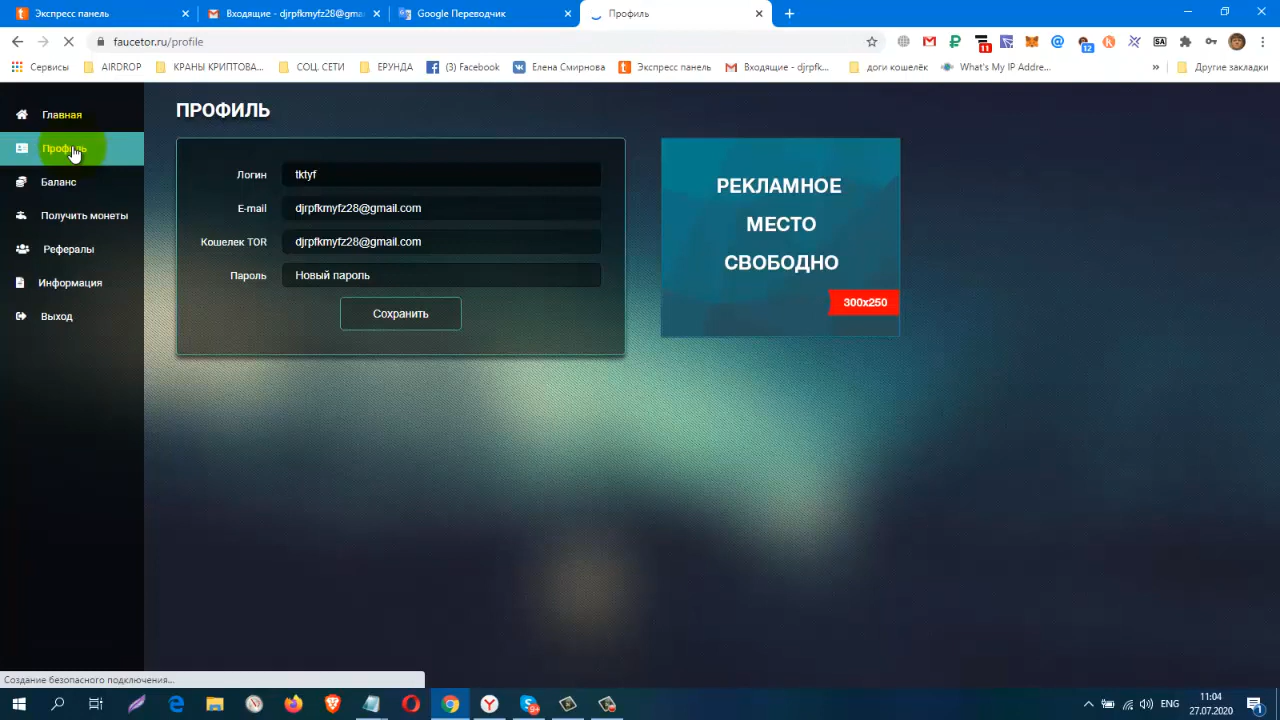 Экспресс панель
Входящие - djrpfkmyfz28@gma
Google Переводчик
Профиль
faucetor.ru/profile
11
12
SA
Сервисы
AIRDROP
КРАНЫ КРИПТОВА...
СОЦ. СЕТИ
ЕРУНДА
(3) Facebook
Елена Смирнова
Экспресс панель
Входящие - djrpfk...
доги кошелёк
What's My IP Addre...
»
Другие закладки
Главная
Профиль
Баланс
Получить монеты
Рефералы
Информация
Выход
ПРОФИЛЬ
Логин tktyf
E-mail djrpfkmyfz28@gmail.com
Кошелек TOR djrpfkmyfz28@gmail.com
Пароль Новый пароль
Сохранить
РЕКЛАМНОЕ
МЕСТО
СВОБОДНО
300x250
Создание безопасного подключения...
ENG
11:04
27.07.2020